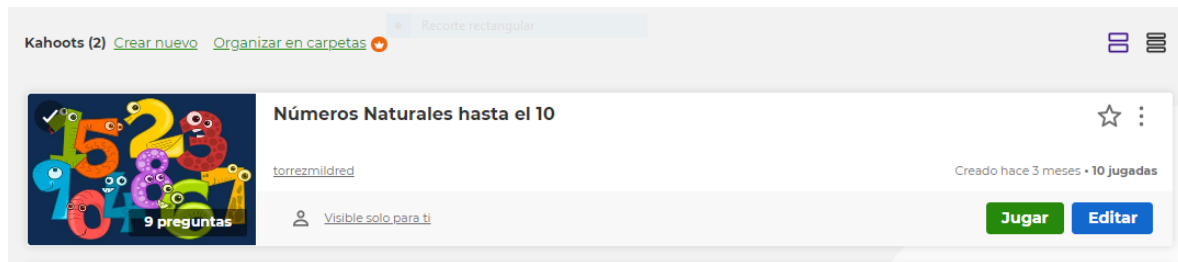 Recorte rectangular
Kahoots (2) Crear nuevo Organizar en carpetas
Números Naturales hasta el 10
torrezmildred
Creado hace 3 meses • 10 jugadas
9 preguntas
Visible solo para ti
Jugar Editar